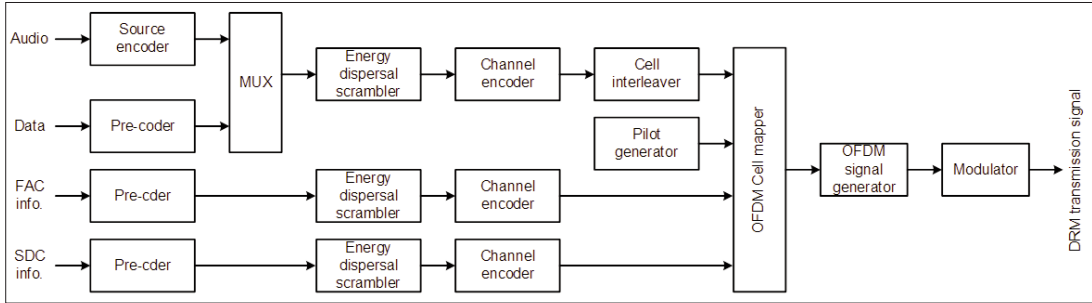 Audio
Source
encoder
MUX
Energy
dispersal
scrambler
Channel
encoder
Cell
interleaver
OFDM Cell mapper
Data
Pre-coder
Pilot
generator
OFDM
signal
generator
Modulator
DRM transmission signal
FAC
info.
Pre-cder
Energy
dispersal
scrambler
Channel
encoder
SDC
info.
Pre-cder
Energy
dispersal
scrambler
Channel
encoder